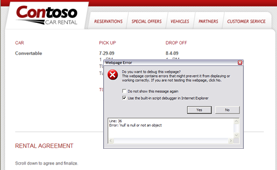 Contoso
CAR RENTAL
RESERVATIONS
SPECIAL OFFERS
VEHICLES
PARTNERS
CUSTOMER SERVICE
CAR
PICK UP
DROP OFF
Convertable
7-29-09
8-4-09
Webpage Error
Do you want to debug this webpage?
This webpage contains errors that might prevent it from displaying or
working correctly. If you are not testing this webpage, click No.
Do not show this message again
Use the built-in script debugger in Internet Explorer
Yes
No
Line: 36
Error: 'null' is null or not an object
RENTAL AGREEMENT
Scroll down to agree and finalize.